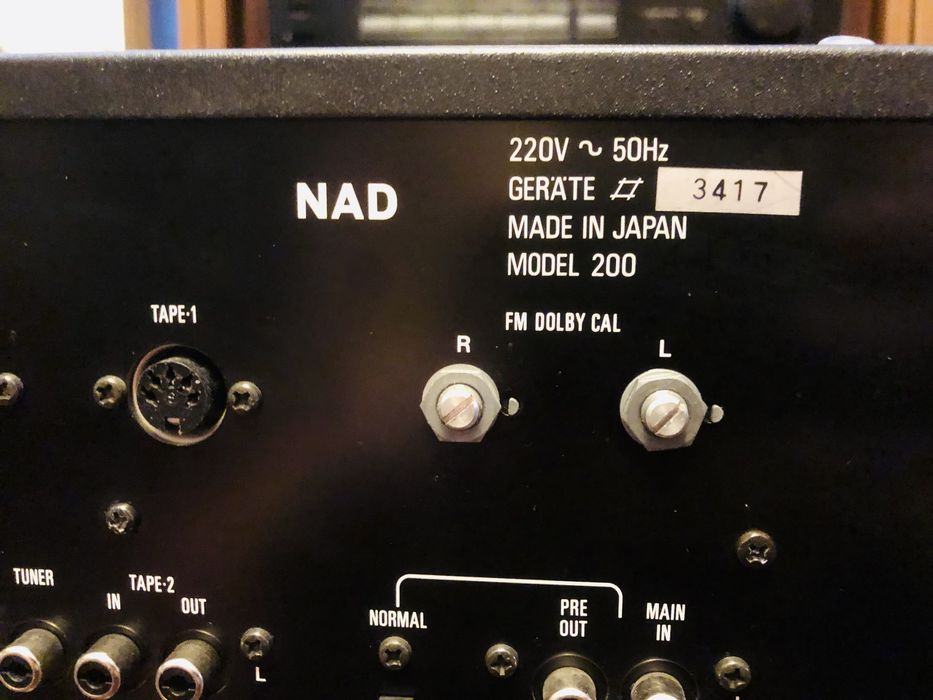 220V ~ 50Hz
NAD
GERÄTE # 3417
MADE IN JAPAN
MODEL 200
TAPE·1
FM DOLBY CAL
R
L
TUNER
TAPE·2
IN
OUT
NORMAL
PRE
OUT
MAIN
IN
L